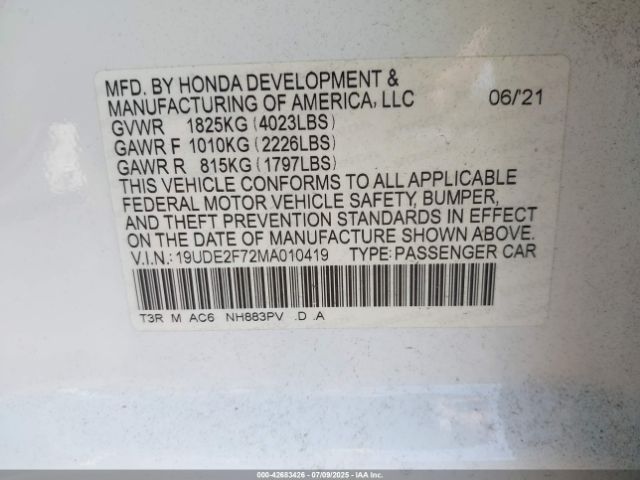 MFD. BY HONDA DEVELOPMENT &
MANUFACTURING OF AMERICA, LLC 06/'21
GVWR 1825KG (4023LBS)
GAWR F 1010KG (2226LBS)
GAWR R 815KG (1797LBS)
THIS VEHICLE CONFORMS TO ALL APPLICABLE
FEDERAL MOTOR VEHICLE SAFETY, BUMPER,
AND THEFT PREVENTION STANDARDS IN EFFECT
ON THE DATE OF MANUFACTURE SHOWN ABOVE.
V.I.N.: 19UDE2F72MA010419 TYPE: PASSENGER CAR
T3R M AC6 NH883PV .D .A
000-42683426 | 07/09/2025 - IAA Inc.